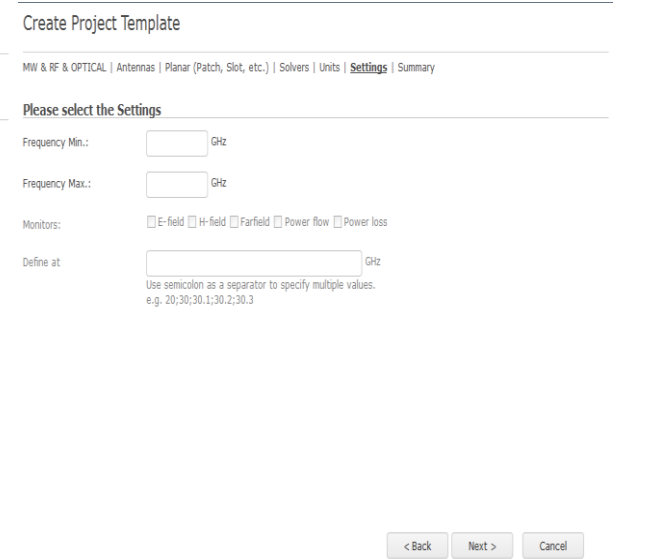 Create Project Template
MW & RF & OPTICAL | Antennas | Planar (Patch, Slot, etc.) | Solvers | Units | Settings | Summary
Please select the Settings
Frequency Min.: GHz
Frequency Max.: GHz
Monitors: E-field H-field Farfield Power flow Power loss
Define at GHz
Use semicolon as a separator to specify multiple values.
e.g. 20;30;30.1;30.2;30.3
< Back Next > Cancel